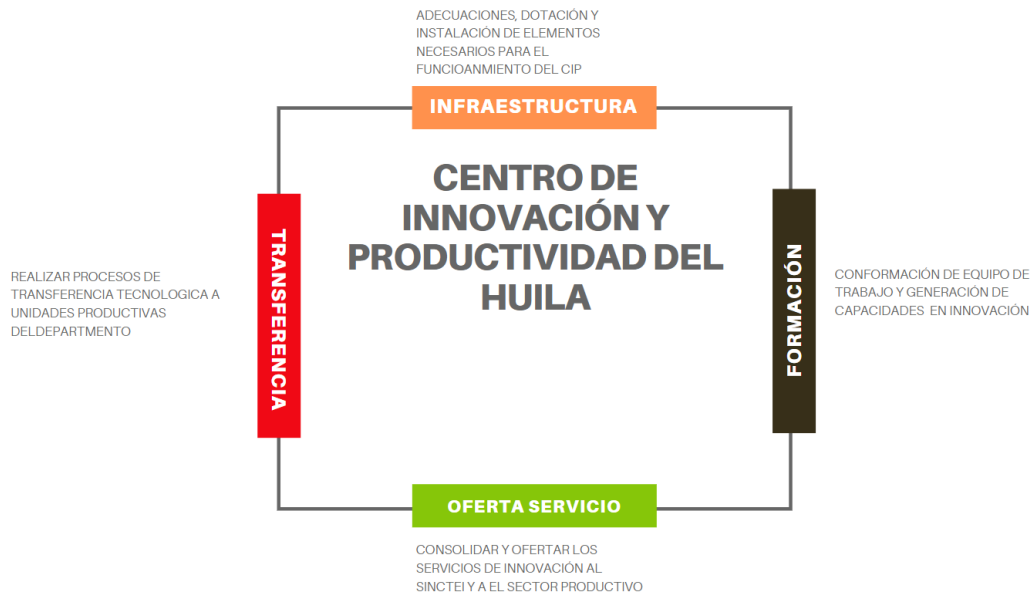 ADECUACIONES, DOTACIÓN Y
INSTALACIÓN DE ELEMENTOS
NECESARIOS PARA EL
FUNCIOANMIENTO DEL CIP
INFRAESTRUCTURA
CENTRO DE
INNOVACIÓN Y
PRODUCTIVIDAD DEL
HUILA
TRANSFERENCIA
REALIZAR PROCESOS DE
TRANSFERENCIA TECNOLOGICA A
UNIDADES PRODUCTIVAS
DELDEPARTMENTO
FORMACIÓN
CONFORMACIÓN DE EQUIPO DE
TRABAJO Y GENERACIÓN DE
CAPACIDADES EN INNOVACIÓN
OFERTA SERVICIO
CONSOLIDAR Y OFERTAR LOS
SERVICIOS DE INNOVACIÓN AL
SINCTEI Y A EL SECTOR PRODUCTIVO